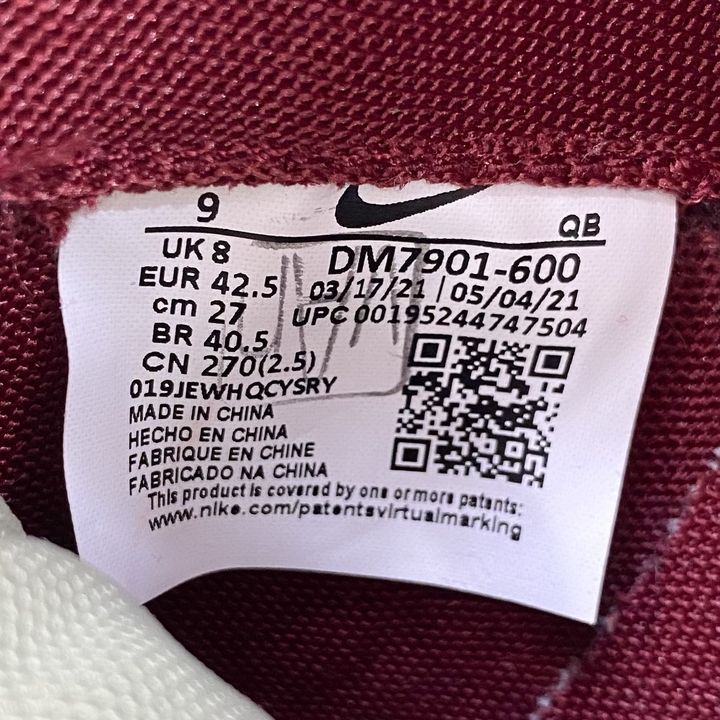 9
QB
UK 8
DM7901-600
EUR 42.5
03/17/21 | 05/04/21
cm 27
UPC 00195244747504
BR 40.5
CN 270(2.5)
019JEWHQCYSRY
MADE IN CHINA
HECHO EN CHINA
FABRIQUE EN CHINE
FABRICADO NA CHINA
This product is covered by one or more patents:
www.nike.com/patentsvirtualmarking